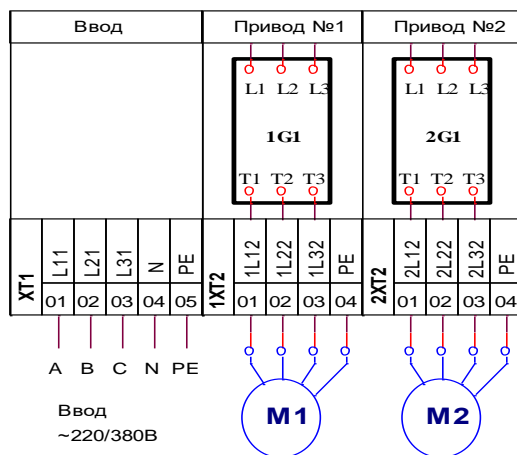 Ввод Привод №1 Привод №2
L1 L2 L3 L1 L2 L3
1G1 2G1
T1 T2 T3 T1 T2 T3
XT1 L11 L21 L31 N PE 1XT2 1L12 1L22 1L32 PE 2XT2 2L12 2L22 2L32 PE
01 02 03 04 05 01 02 03 04 01 02 03 04
A B C N PE
Ввод
~220/380В
M1 M2